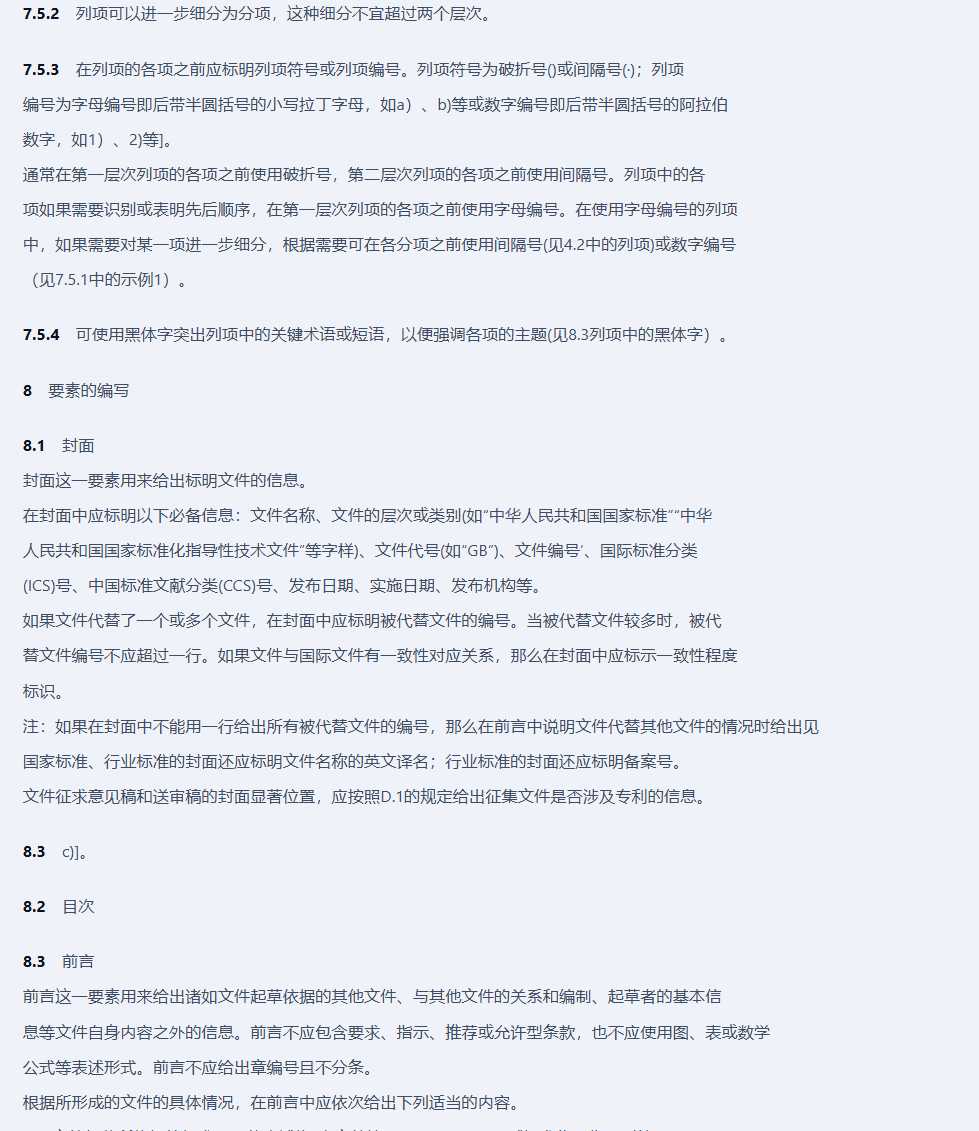 7.5.2 列项可以进一步细分为分项，这种细分不宜超过两个层次。
7.5.3 在列项的各项之前应标明列项符号或列项编号。列项符号为破折号()或间隔号(·)；列项
编号为字母编号即后带半圆括号的小写拉丁字母，如a）、b)等或数字编号即后带半圆括号的阿拉伯
数字，如1）、2)等]。
通常在第一层次列项的各项之前使用破折号，第二层次列项的各项之前使用间隔号。列项中的各
项如果需要识别或表明先后顺序，在第一层次列项的各项之前使用字母编号。在使用字母编号的列项
中，如果需要对某一项进一步细分，根据需要可在各分项之前使用间隔号(见4.2中的列项)或数字编号
（见7.5.1中的示例1）。
7.5.4 可使用黑体字突出列项中的关键术语或短语，以便强调各项的主题(见8.3列项中的黑体字）。
8 要素的编写
8.1 封面
封面这一要素用来给出标明文件的信息。
在封面中应标明以下必备信息：文件名称、文件的层次或类别(如“中华人民共和国国家标准”“中华
人民共和国国家标准化指导性技术文件”等字样)、文件代号(如“GB”)、文件编号’、国际标准分类
(ICS)号、中国标准文献分类(CCS)号、发布日期、实施日期、发布机构等。
如果文件代替了一个或多个文件，在封面中应标明被代替文件的编号。当被代替文件较多时，被代
替文件编号不应超过一行。如果文件与国际文件有一致性对应关系，那么在封面中应标示一致性程度
标识。
注：如果在封面中不能用一行给出所有被代替文件的编号，那么在前言中说明文件代替其他文件的情况时给出见
国家标准、行业标准的封面还应标明文件名称的英文译名；行业标准的封面还应标明备案号。
文件征求意见稿和送审稿的封面显著位置，应按照D.1的规定给出征集文件是否涉及专利的信息。
8.3 c)]。
8.2 目次
8.3 前言
前言这一要素用来给出诸如文件起草依据的其他文件、与其他文件的关系和编制、起草者的基本信
息等文件自身内容之外的信息。前言不应包含要求、指示、推荐或允许型条款，也不应使用图、表或数学
公式等表述形式。前言不应给出章编号且不分条。
根据所形成的文件的具体情况，在前言中应依次给出下列适当的内容。